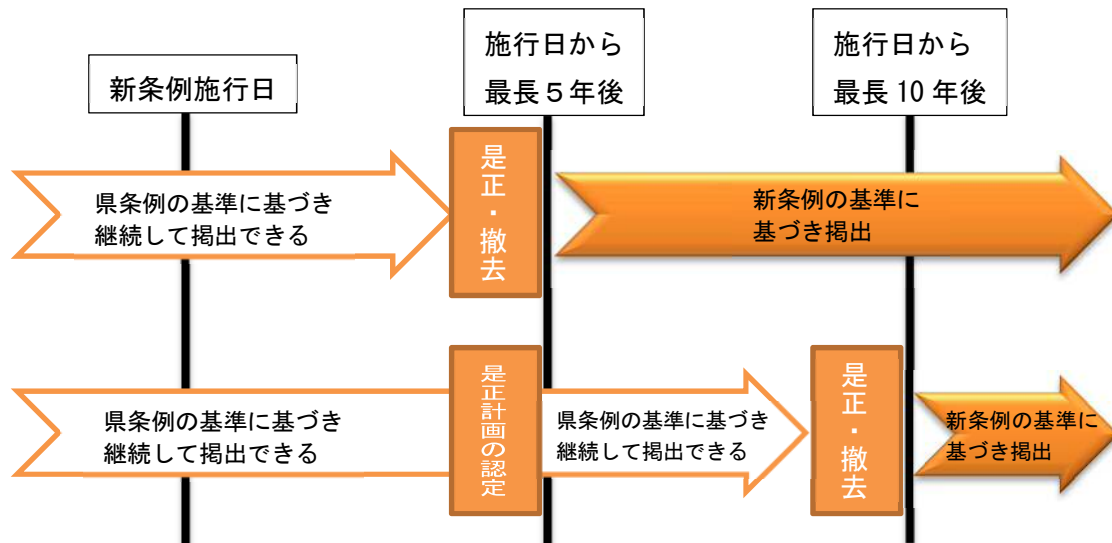 新条例施行日
施行日から
最長５年後
施行日から
最長 10 年後
県条例の基準に基づき
継続して掲出できる
是正・撤去
新条例の基準に
基づき掲出
県条例の基準に基づき
継続して掲出できる
是正計画の認定
県条例の基準に基づき
継続して掲出できる
是正・撤去
新条例の基準に
基づき掲出